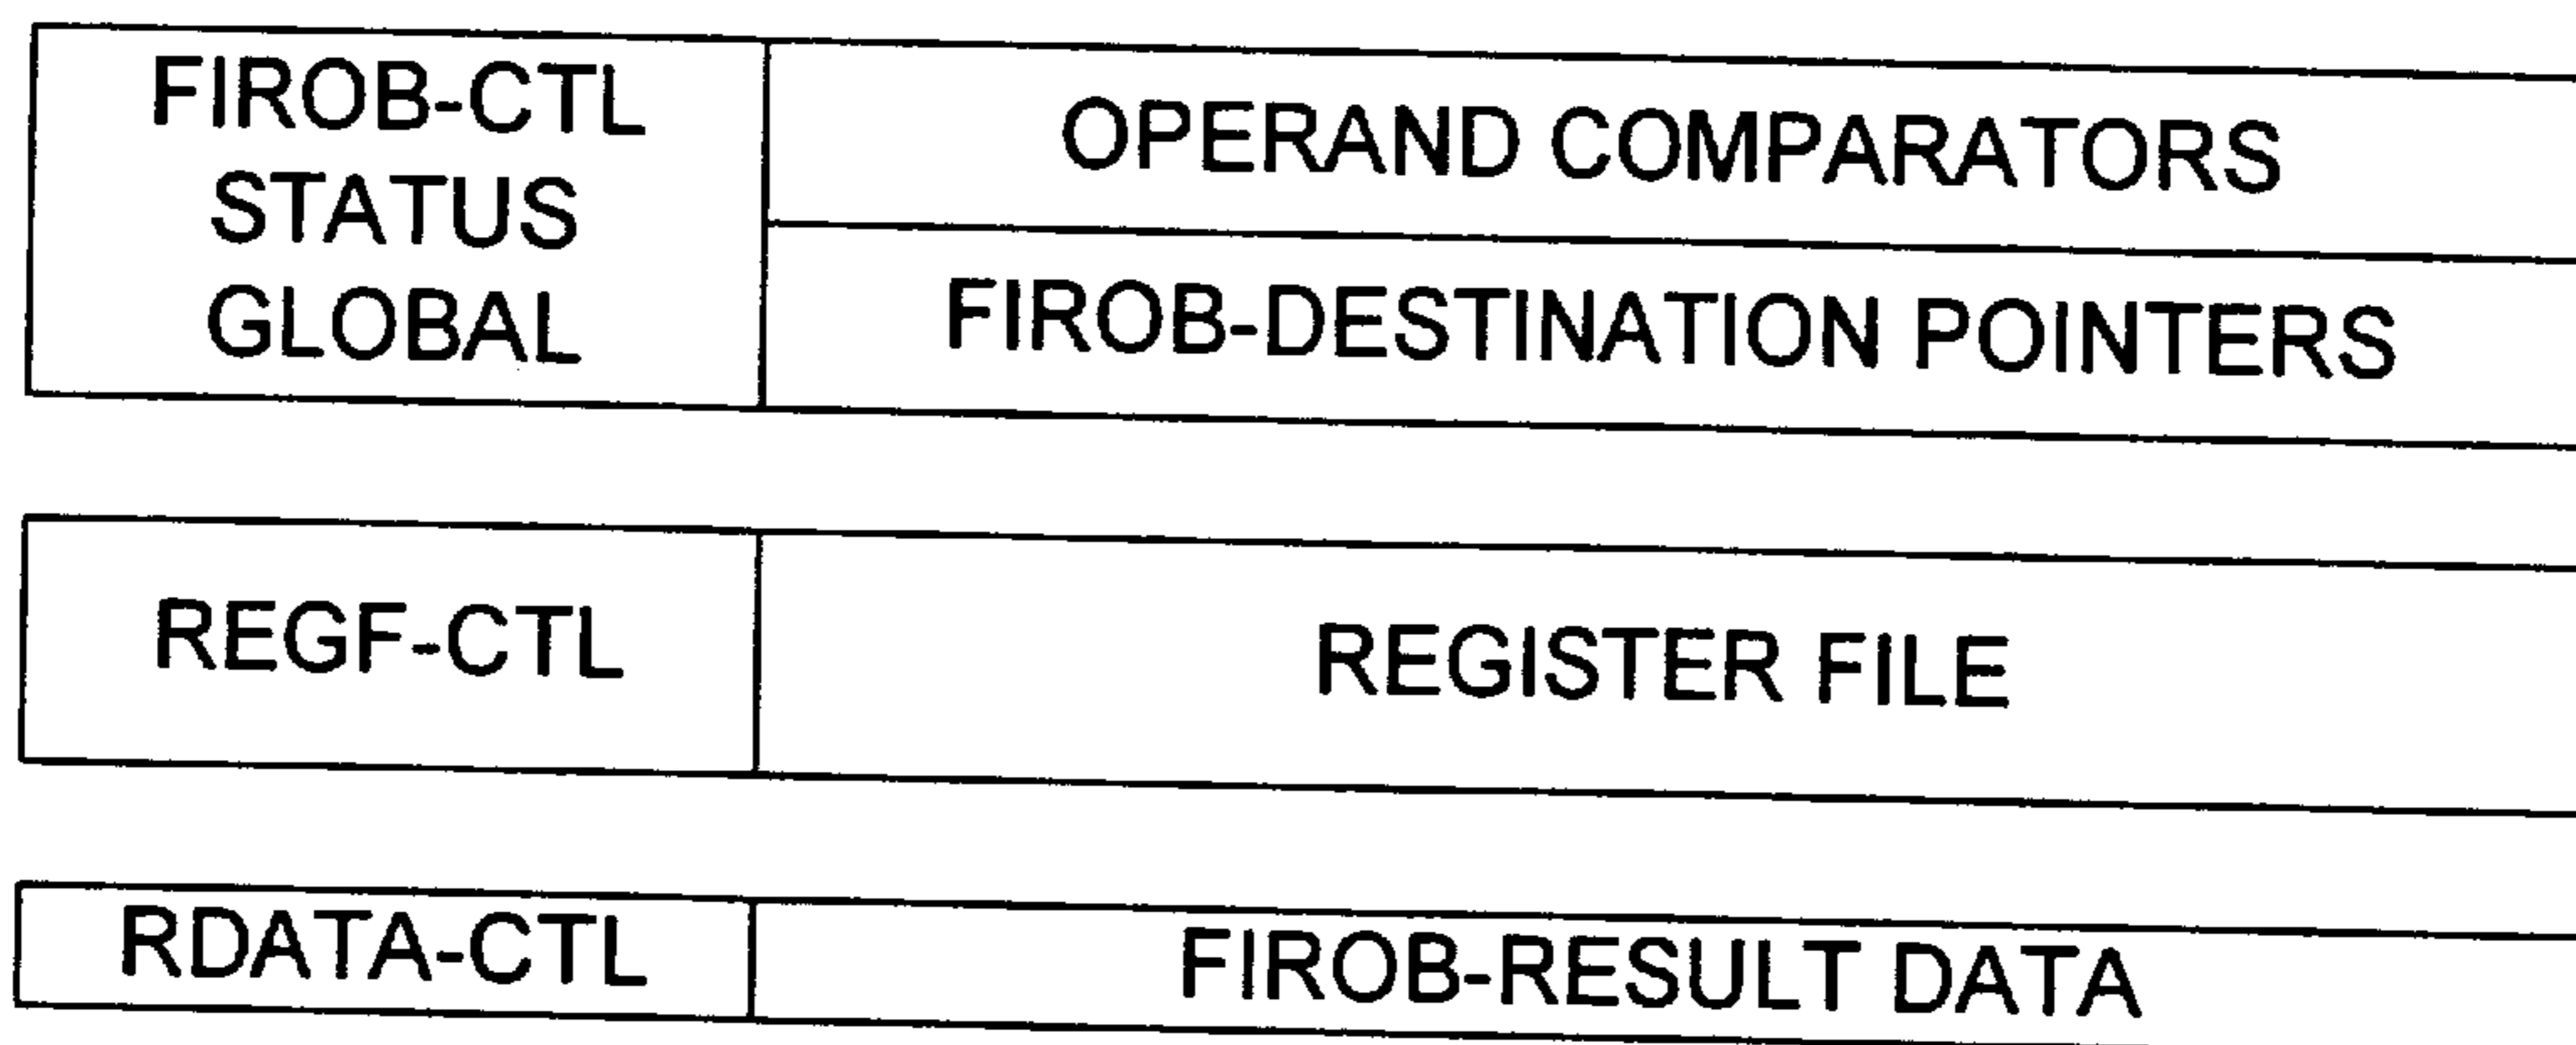 FIROB-CTL
STATUS
GLOBAL
OPERAND COMPARATORS
FIROB-DESTINATION POINTERS
REGF-CTL
REGISTER FILE
RDATA-CTL
FIROB-RESULT DATA